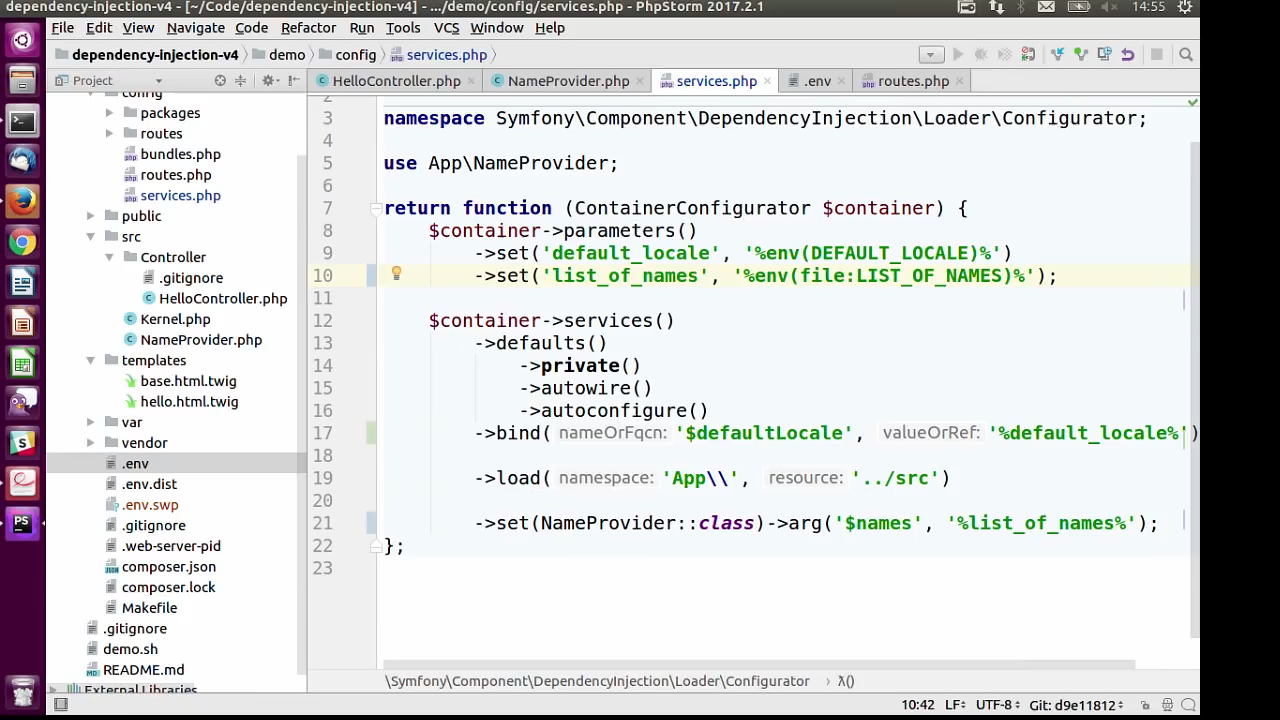 dependency-injection-v4 - [~/Code/dependency-injection-v4] - .../demo/config/services.php - PhpStorm 2017.2.1
14:55
File Edit View Navigate Code Refactor Run Tools VCS Window Help
dependency-injection-v4 demo config services.php
Project
HelloController.php NameProvider.php services.php .env routes.php
config
packages
routes
bundles.php
routes.php
services.php
public
src
Controller
.gitignore
HelloController.php
Kernel.php
NameProvider.php
templates
base.html.twig
hello.html.twig
var
vendor
.env
.env.dist
.env.swp
.gitignore
.web-server-pid
composer.json
composer.lock
Makefile
.gitignore
demo.sh
README.md
External Libraries
2
3 namespace Symfony\Component\DependencyInjection\Loader\Configurator;
4
5 use App\NameProvider;
6
7 return function (ContainerConfigurator $container) {
8 $container->parameters()
9 ->set('default_locale', '%env(DEFAULT_LOCALE)%')
10 ->set('list_of_names', '%env(file:LIST_OF_NAMES)%');
11
12 $container->services()
13 ->defaults()
14 ->private()
15 ->autowire()
16 ->autoconfigure()
17 ->bind( nameOrFqcn: '$defaultLocale', valueOrRef: '%default_locale%')
18
19 ->load( namespace: 'App\\', resource: '../src')
20
21 ->set(NameProvider::class)->arg('$names', '%list_of_names%');
22 };
23
\Symfony\Component\DependencyInjection\Loader\Configurator › λ()
10:42 LF÷ UTF-8÷ Git: d9e11812÷